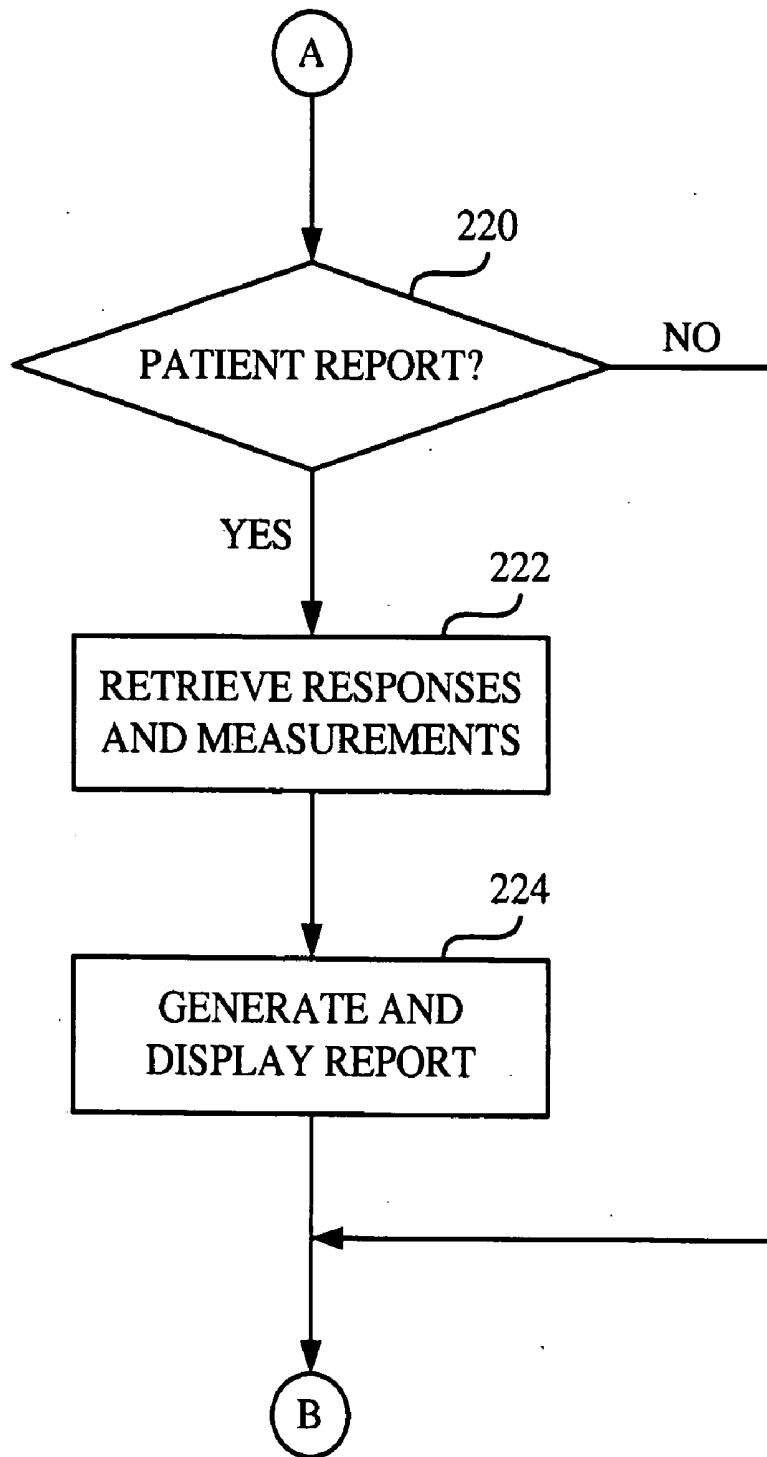 A
220
PATIENT REPORT?
NO
YES
222
RETRIEVE RESPONSES
AND MEASUREMENTS
224
GENERATE AND
DISPLAY REPORT
B